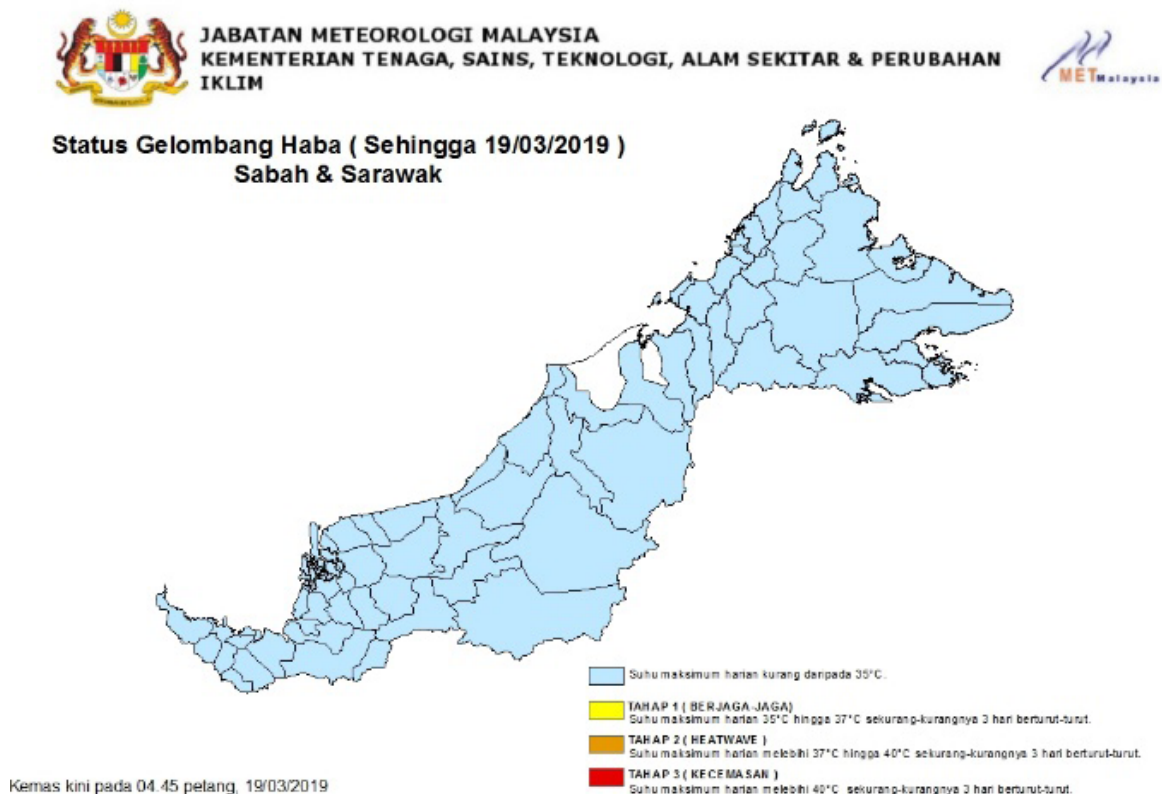 JABATAN METEOROLOGI MALAYSIA
KEMENTERIAN TENAGA, SAINS, TEKNOLOGI, ALAM SEKITAR & PERUBAHAN
IKLIM
METMalaysia
Status Gelombang Haba ( Sehingga 19/03/2019 )
Sabah & Sarawak
Suhu maksimum harian kurang daripada 35°C.
TAHAP 1 ( BERJAGA-JAGA)
Suhu maksimum harian 35°C hingga 37°C sekurang-kurangnya 3 hari berturut-turut.
TAHAP 2 ( HEATWAVE )
Suhu maksimum harian melebihi 37°C hingga 40°C sekurang-kurangnya 3 hari berturut-turut.
TAHAP 3 ( KECEMASAN )
Suhu maksimum harian melebihi 40°C sekurang-kurangnya 3 hari berturut-turut.
Kemas kini pada 04.45 petang, 19/03/2019